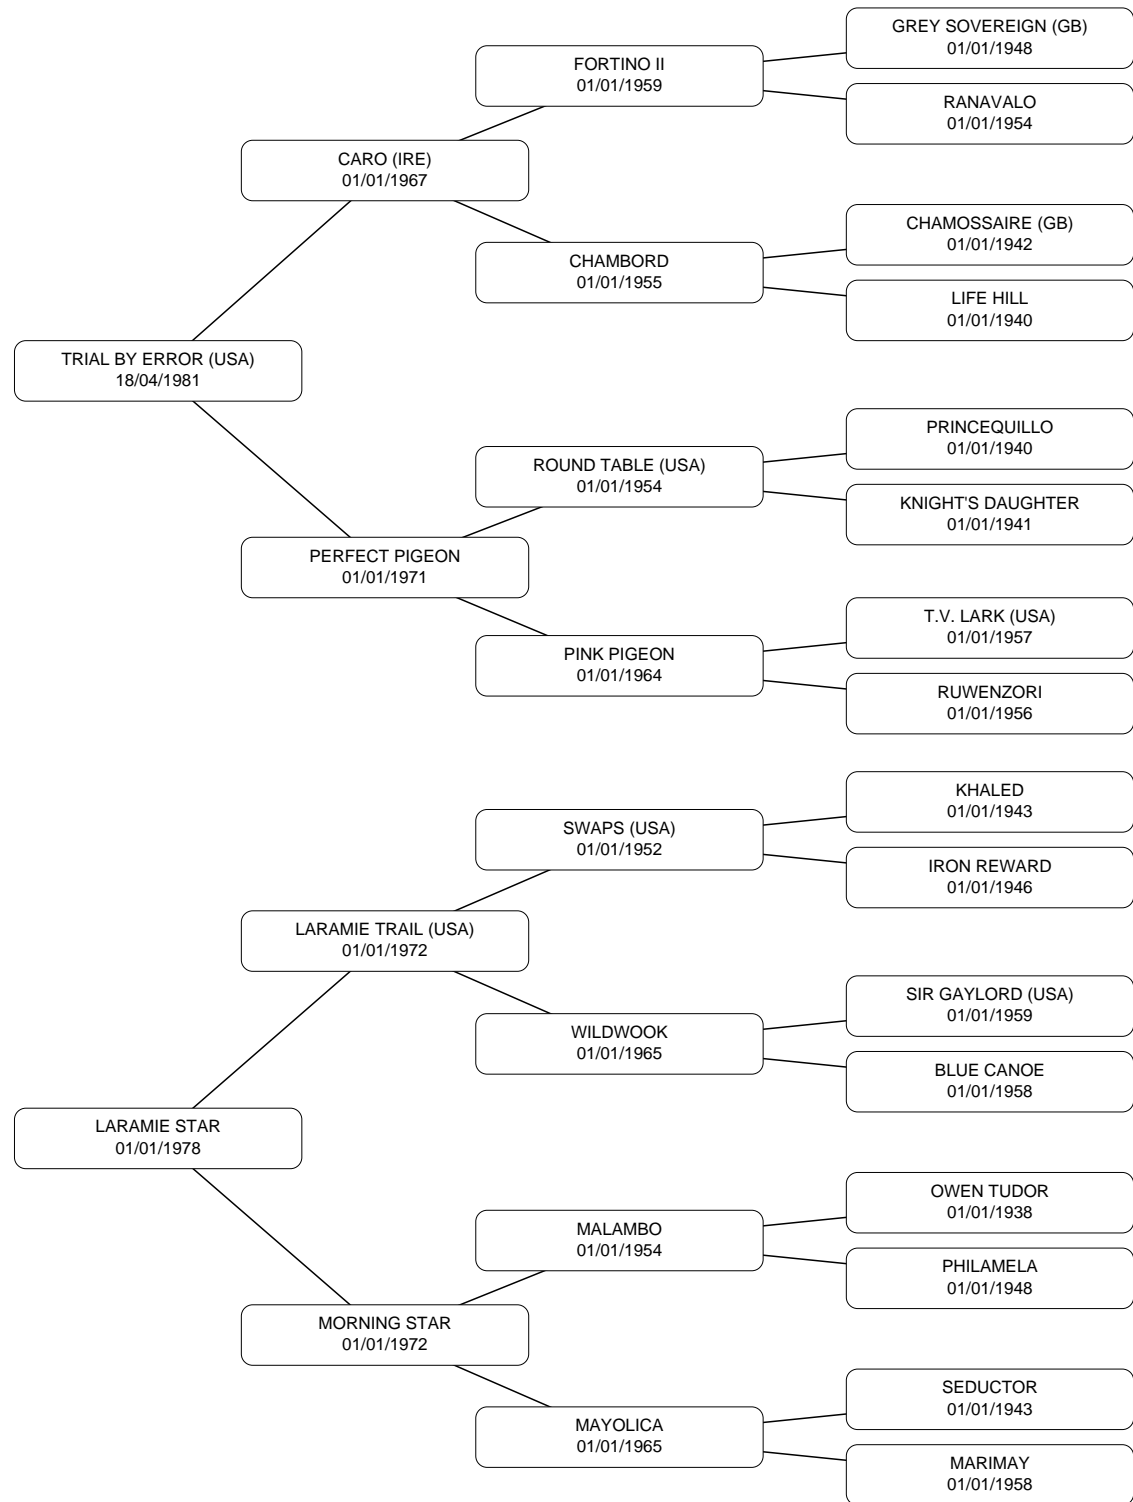 GREY SOVEREIGN (GB)
01/01/1948
FORTINO II
01/01/1959
RANAVALO
01/01/1954
CARO (IRE)
01/01/1967
CHAMOSSAIRE (GB)
01/01/1942
CHAMBORD
01/01/1955
LIFE HILL
01/01/1940
TRIAL BY ERROR (USA)
18/04/1981
PRINCEQUILLO
01/01/1940
ROUND TABLE (USA)
01/01/1954
KNIGHT'S DAUGHTER
01/01/1941
PERFECT PIGEON
01/01/1971
T.V. LARK (USA)
01/01/1957
PINK PIGEON
01/01/1964
RUWENZORI
01/01/1956
KHALED
01/01/1943
SWAPS (USA)
01/01/1952
IRON REWARD
01/01/1946
LARAMIE TRAIL (USA)
01/01/1972
SIR GAYLORD (USA)
01/01/1959
WILDWOOK
01/01/1965
BLUE CANOE
01/01/1958
LARAMIE STAR
01/01/1978
OWEN TUDOR
01/01/1938
MALAMBO
01/01/1954
PHILAMELA
01/01/1948
MORNING STAR
01/01/1972
SEDUCTOR
01/01/1943
MAYOLICA
01/01/1965
MARIMAY
01/01/1958